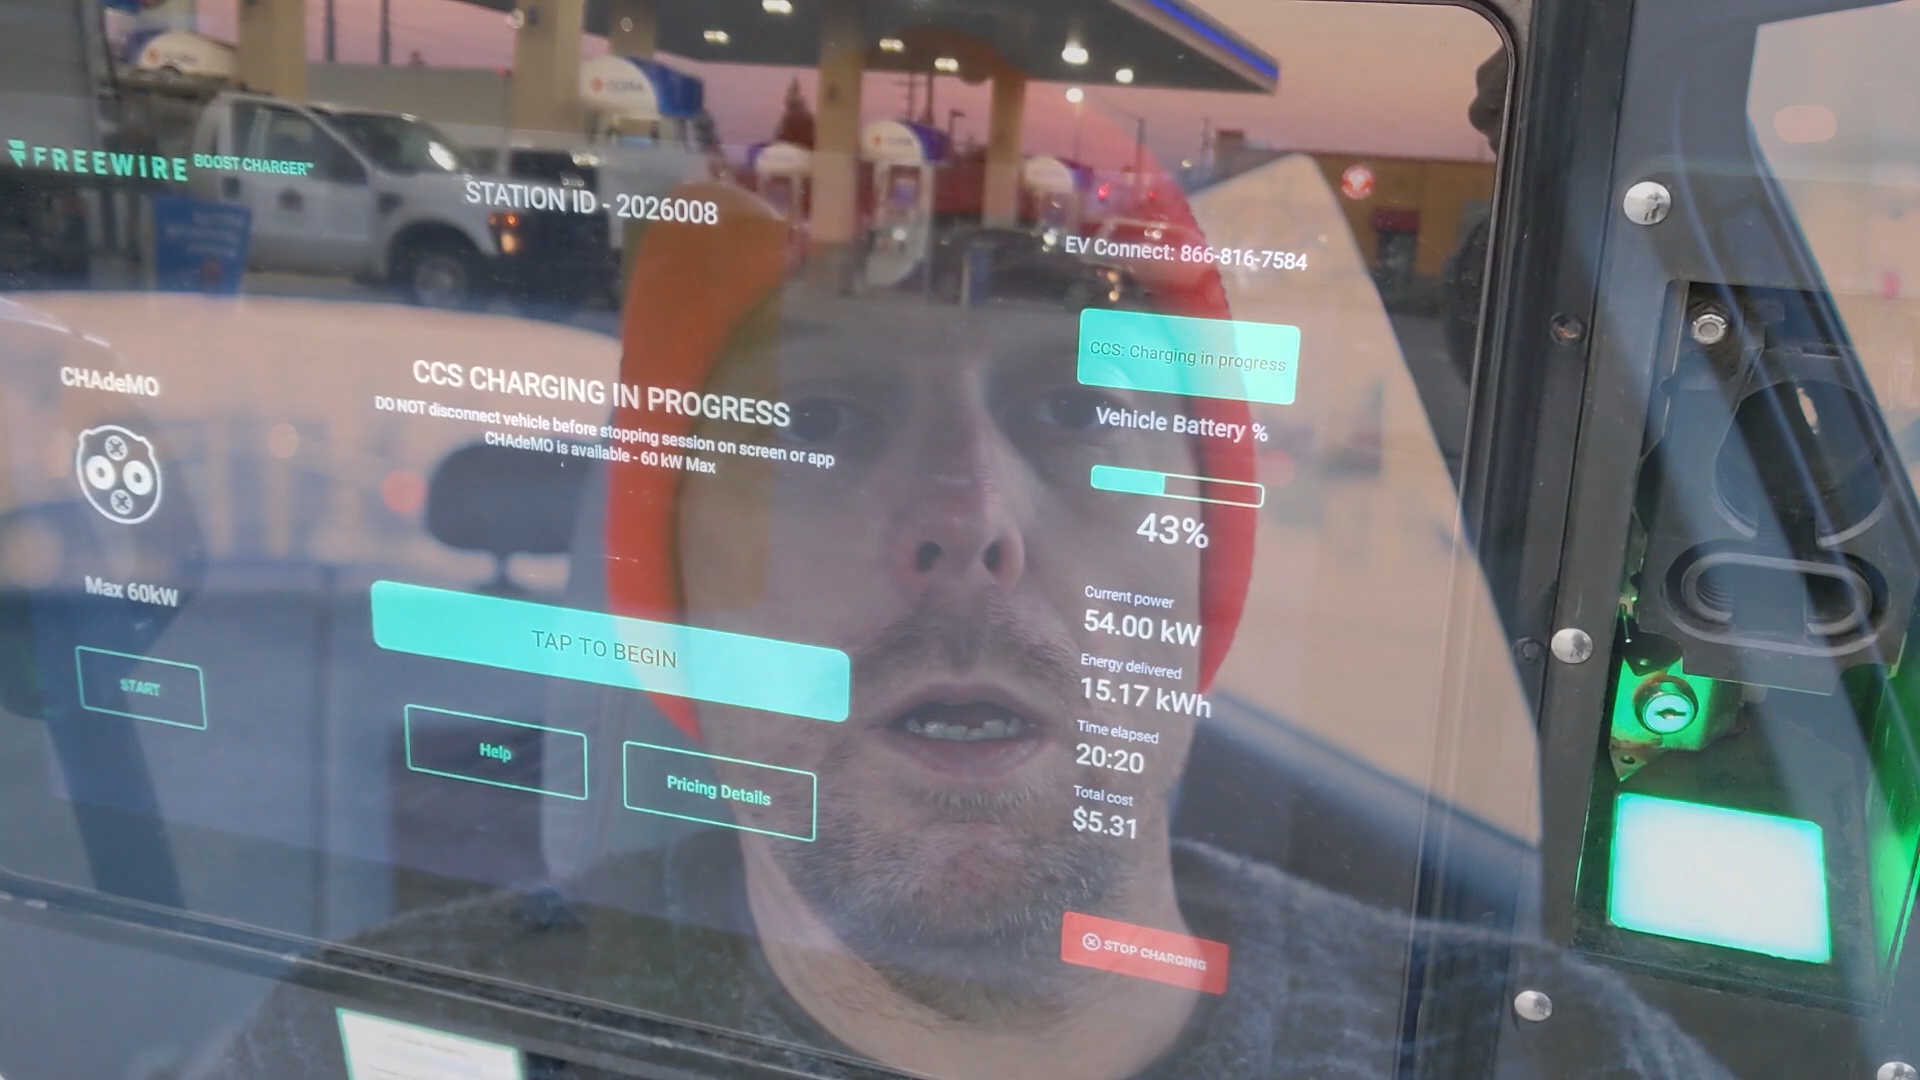 FREEWIRE BOOST CHARGER™
STATION ID - 2026008
EV Connect: 866-816-7584
CHAdeMO
Max 60kW
START
CCS CHARGING IN PROGRESS
DO NOT disconnect vehicle before stopping session on screen or app
CHAdeMO is available - 60 kW Max
TAP TO BEGIN
Help
Pricing Details
CCS: Charging in progress
Vehicle Battery %
43%
Current power
54.00 kW
Energy delivered
15.17 kWh
Time elapsed
20:20
Total cost
$5.31
STOP CHARGING